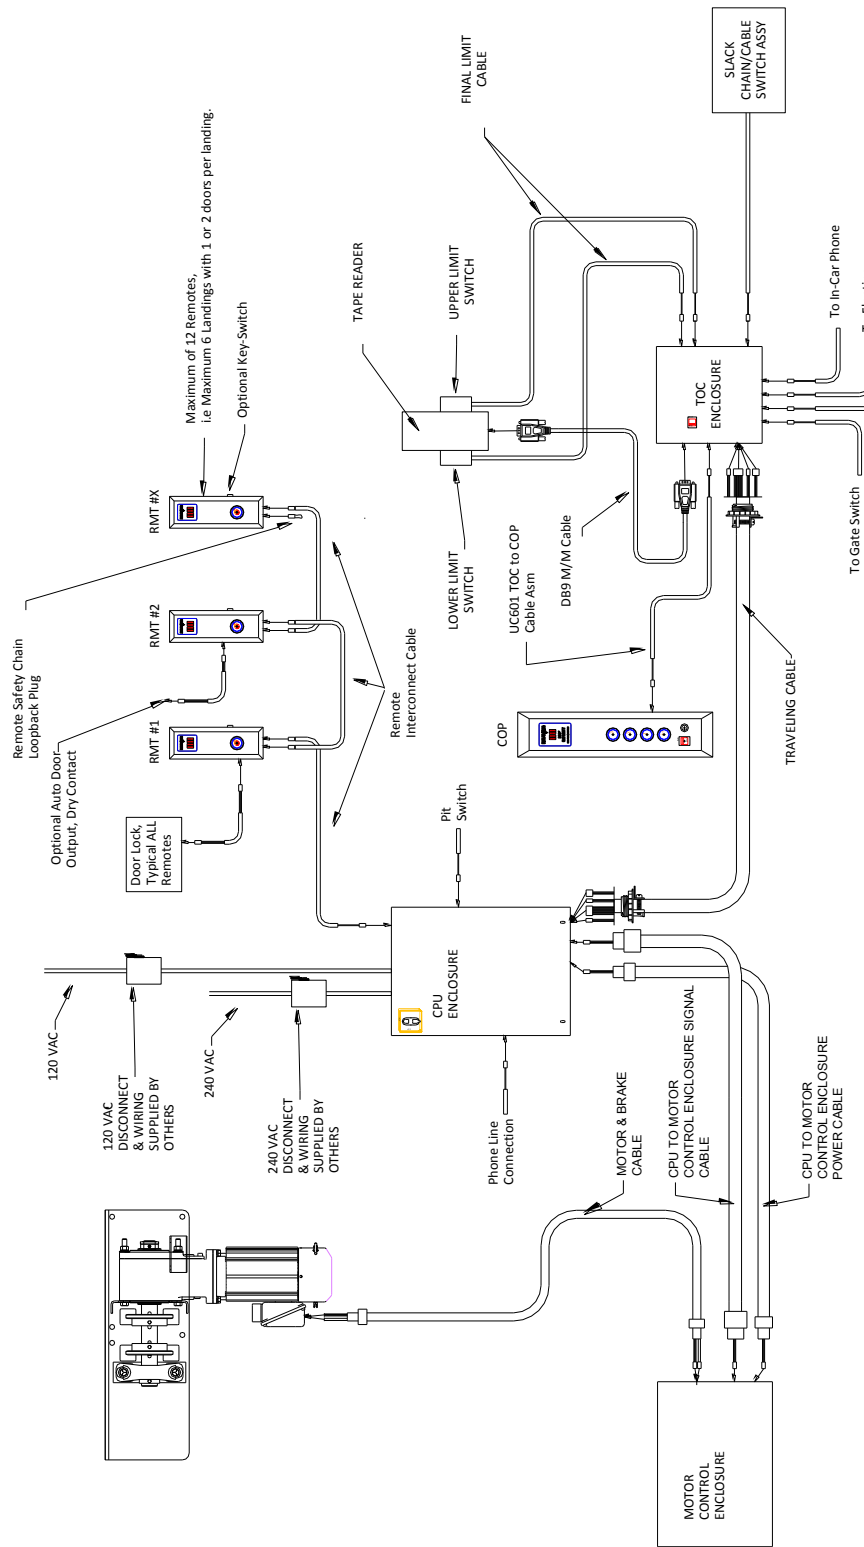 SLACK
CHAIN/CABLE
SWITCH ASSY
FINAL LIMIT
CABLE
Maximum of 12 Remotes,
i.e Maximum 6 Landings with 1 or 2 doors per landing.
Optional Key-Switch
RMT #X
RMT #2
RMT #1
Remote Safety Chain
Loopback Plug
Optional Auto Door
Output, Dry Contact
Door Lock,
Typical ALL
Remotes
Remote
Interconnect Cable
TAPE READER
UPPER LIMIT
SWITCH
LOWER LIMIT
SWITCH
DB9 M/M Cable
UC601 TOC to COP
Cable Asm
COP
TOC
ENCLOSURE
To In-Car Phone
To Gate Switch
TRAVELING CABLE
Pit
Switch
CPU
ENCLOSURE
Phone Line
Connection
120 VAC
120 VAC
DISCONNECT
& WIRING
SUPPLIED BY
OTHERS
240 VAC
240 VAC
DISCONNECT
& WIRING
SUPPLIED BY
OTHERS
MOTOR & BRAKE
CABLE
CPU TO MOTOR
CONTROL ENCLOSURE SIGNAL
CABLE
CPU TO MOTOR
CONTROL ENCLOSURE
POWER CABLE
MOTOR
CONTROL
ENCLOSURE